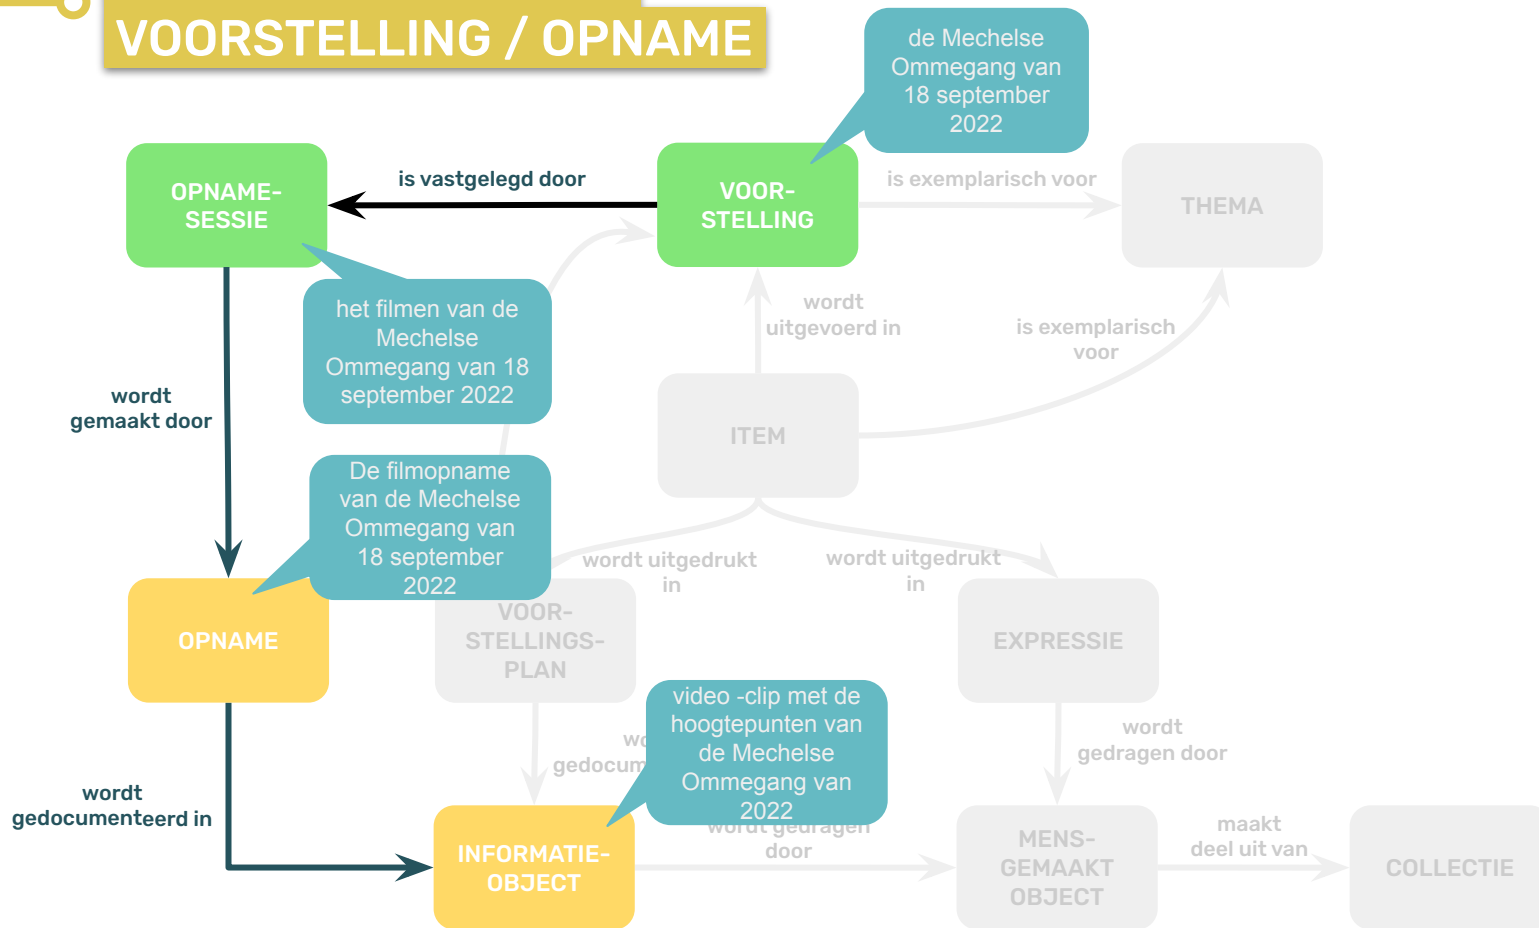 VOORSTELLING / OPNAME
de Mechelse
Ommegang van
18 september
2022
OPNAME-
SESSIE
is vastgelegd door
VOOR-
STELLING
is exemplarisch voor
THEMA
het filmen van de
Mechelse
Ommegang van 18
september 2022
wordt
uitgevoerd in
is exemplarisch
voor
wordt
gemaakt door
ITEM
De filmopname
van de Mechelse
Ommegang van
18 september
2022
wordt uitgedrukt
in
wordt uitgedrukt
in
OPNAME
VOOR-
STELLINGS-
PLAN
EXPRESSIE
video -clip met de
hoogtepunten van
de Mechelse
Ommegang van
2022
wordt
gedragen door
wordt
gedocumenteerd in
wordt gedragen
door
INFORMATIE-
OBJECT
MENS-
GEMAAKT
OBJECT
maakt
deel uit van
COLLECTIE